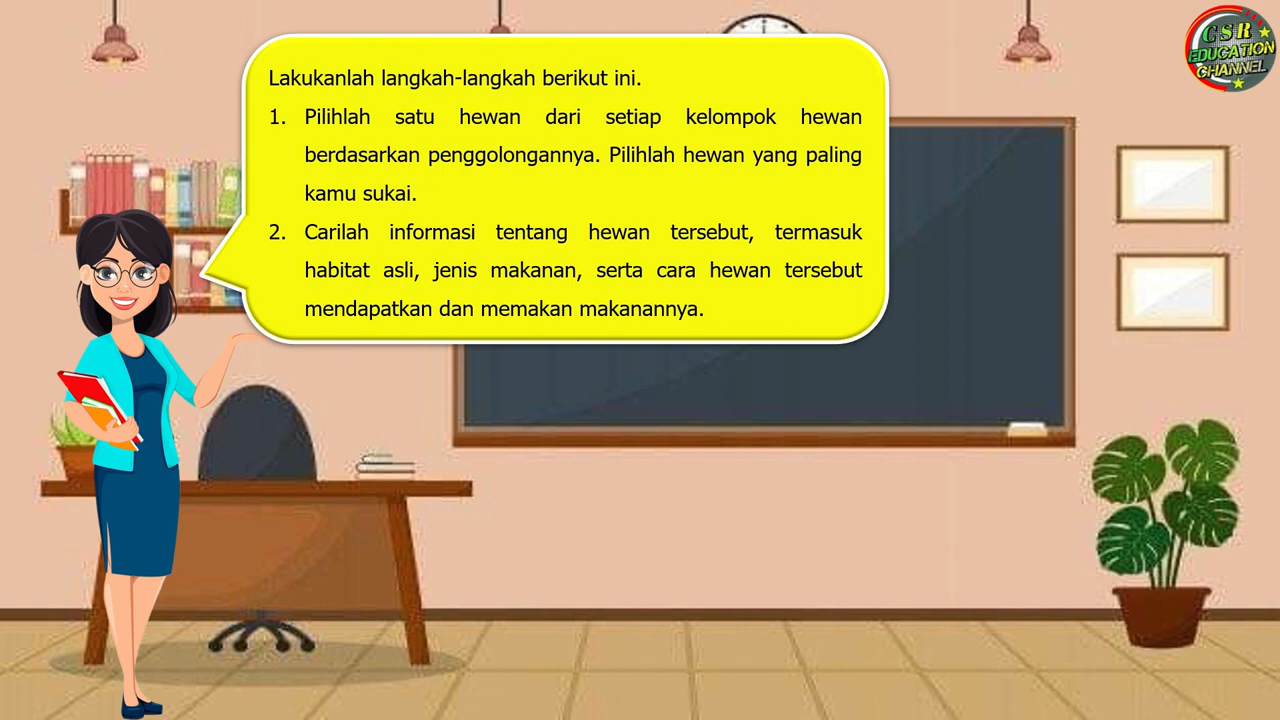 Lakukanlah langkah-langkah berikut ini.
1. Pilihlah satu hewan dari setiap kelompok hewan
berdasarkan penggolongannya. Pilihlah hewan yang paling
kamu sukai.
2. Carilah informasi tentang hewan tersebut, termasuk
habitat asli, jenis makanan, serta cara hewan tersebut
mendapatkan dan memakan makanannya.
CSR
EDUCATION
CHANNEL